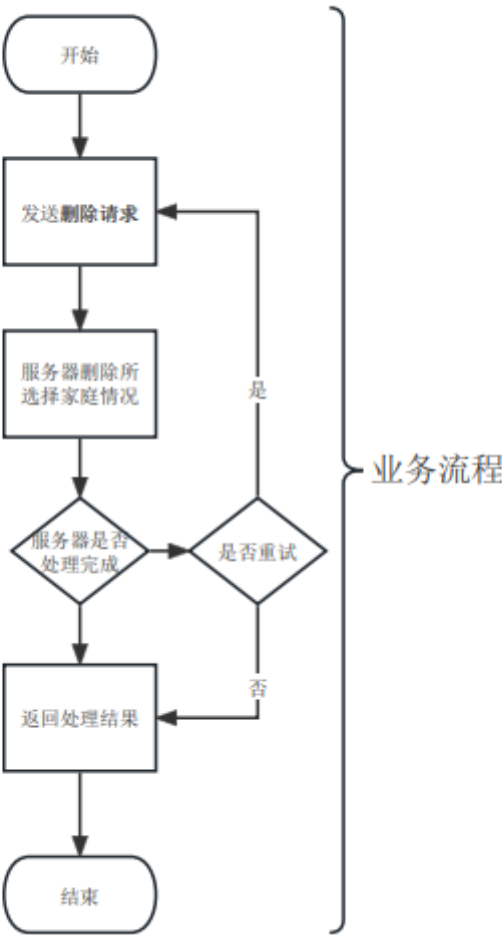 开始
发送删除请求
服务器删除所
选择家庭情况
是
服务器是否
处理完成
是否重试
业务流程
否
返回处理结果
结束